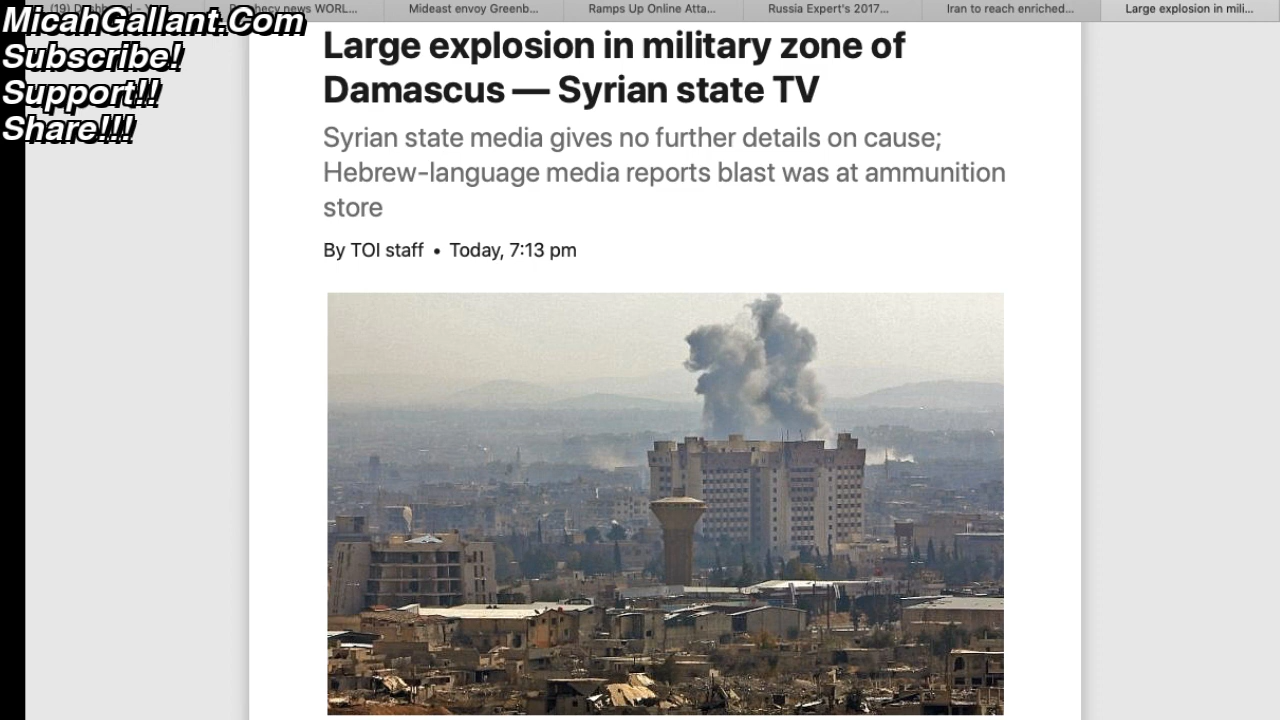 (19) Dashboard - Y
Prophecy news WORL...
Mideast envoy Greenb...
Ramps Up Online Atta...
Russia Expert's 2017...
Iran to reach enriched...
Large explosion in mili...
MicahGallant.Com
Subscribe!
Support!!
Share!!!
Large explosion in military zone of
Damascus — Syrian state TV
Syrian state media gives no further details on cause;
Hebrew-language media reports blast was at ammunition
store
By TOI staff • Today, 7:13 pm